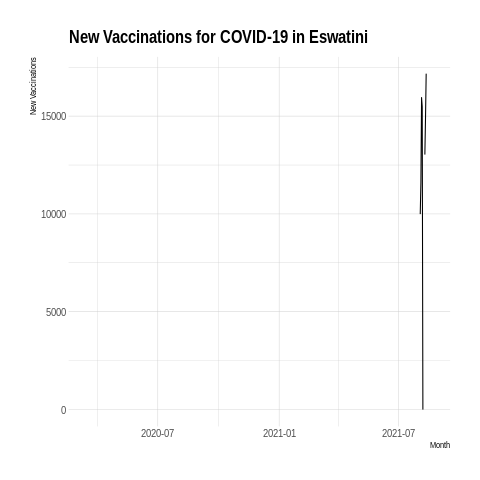 New Vaccinations for COVID-19 in Eswatini
New Vaccinations
15000
10000
5000
0
2020-07 2021-01 2021-07
Month